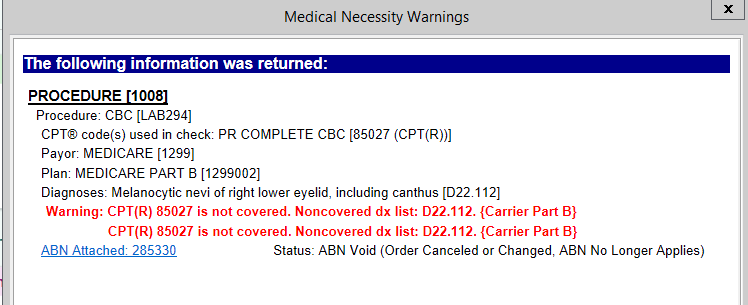 Medical Necessity Warnings
x
The following information was returned:
PROCEDURE [1008]
Procedure: CBC [LAB294]
CPT® code(s) used in check: PR COMPLETE CBC [85027 (CPT(R))]
Payor: MEDICARE [1299]
Plan: MEDICARE PART B [1299002]
Diagnoses: Melanocytic nevi of right lower eyelid, including canthus [D22.112]
Warning: CPT(R) 85027 is not covered. Noncovered dx list: D22.112. {Carrier Part B}
CPT(R) 85027 is not covered. Noncovered dx list: D22.112. {Carrier Part B}
ABN Attached: 285330 Status: ABN Void (Order Canceled or Changed, ABN No Longer Applies)